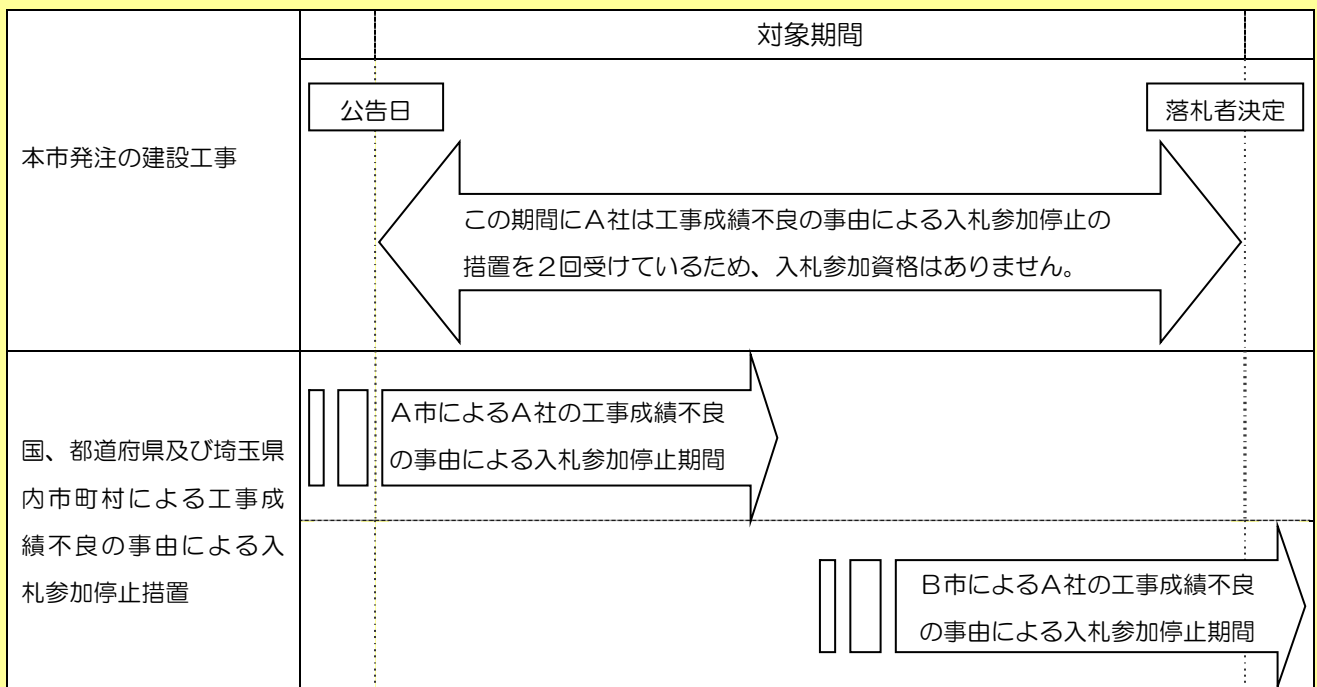 対象期間
公告日
落札者決定
本市発注の建設工事
この期間にA社は工事成績不良の事由による入札参加停止の
措置を2回受けているため、入札参加資格はありません。
国、都道府県及び埼玉県
内市町村による工事成
績不良の事由による入
札参加停止措置
A市によるA社の工事成績不良
の事由による入札参加停止期間
B市によるA社の工事成績不良
の事由による入札参加停止期間